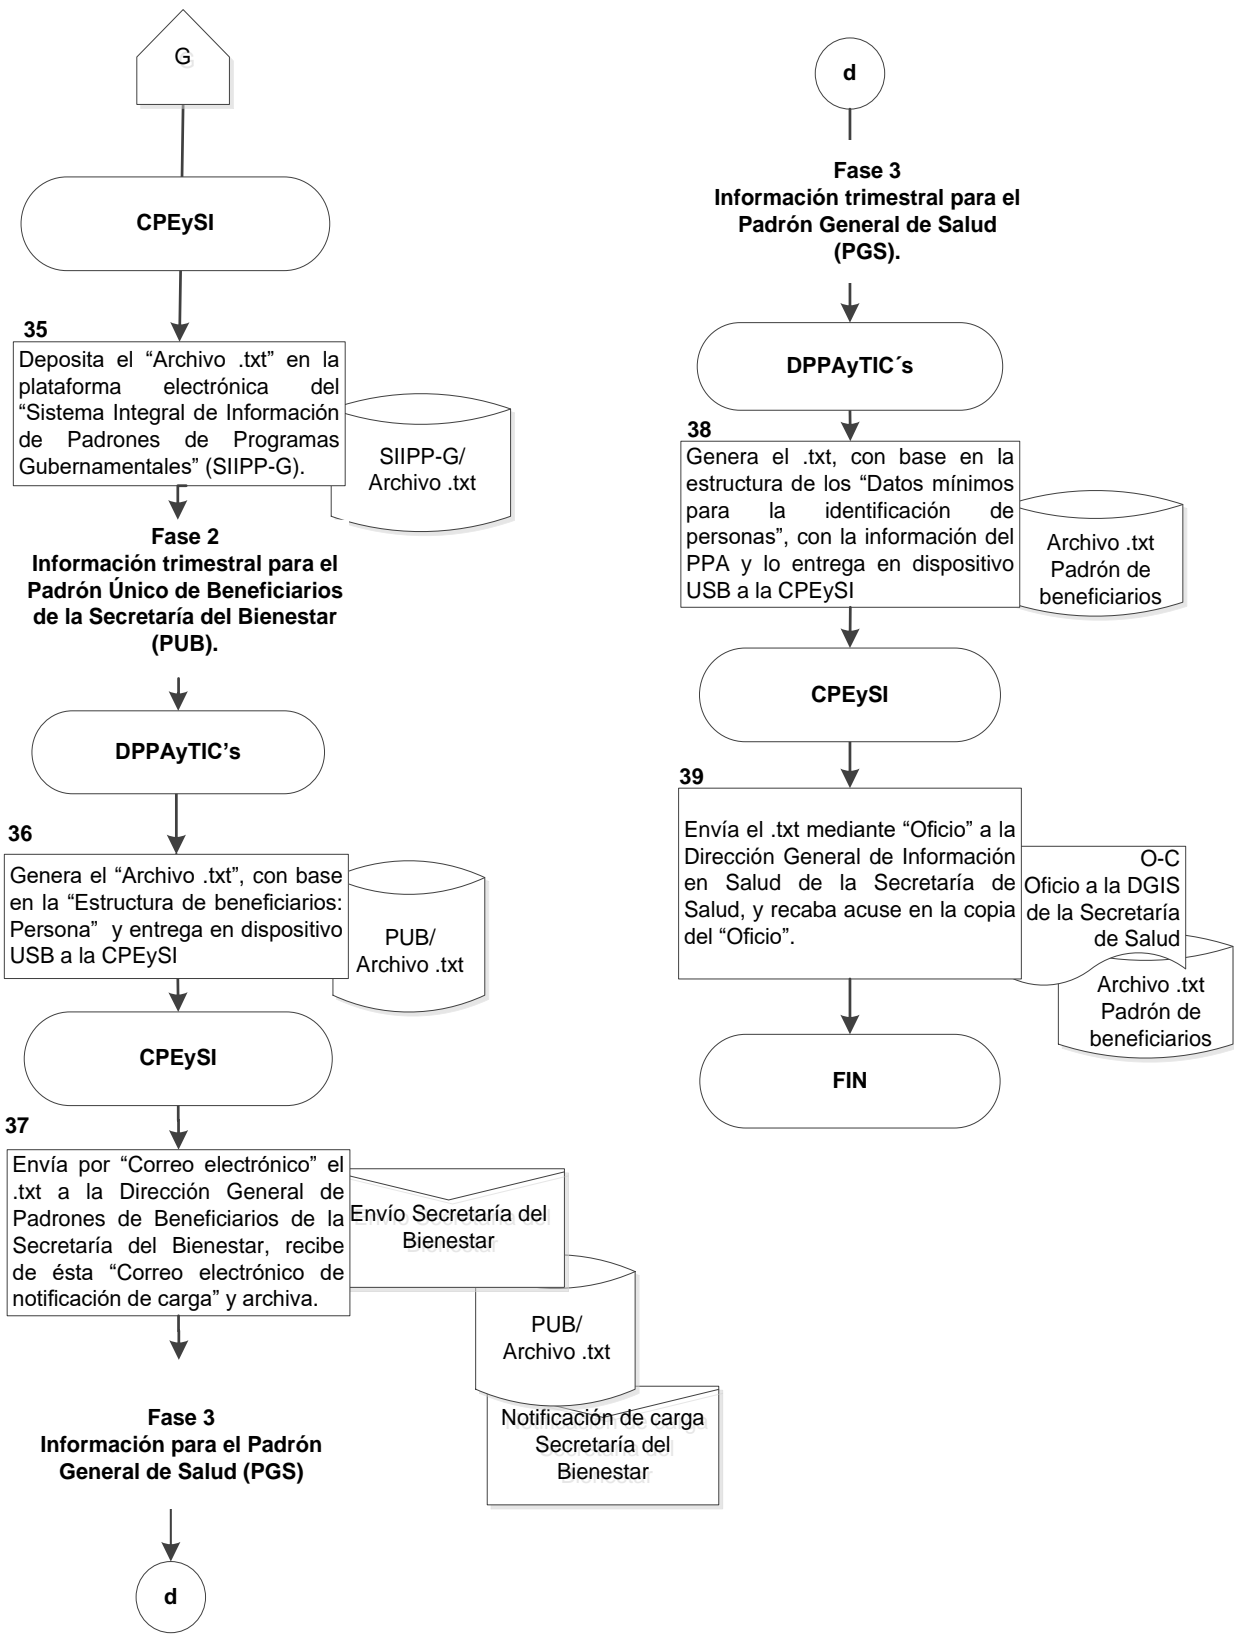 G
CPEySI
35
Deposita el “Archivo .txt” en la
plataforma electrónica del
“Sistema Integral de Información
de Padrones de Programas
Gubernamentales” (SIIPP-G).
SIIPP-G/
Archivo .txt
Fase 2
Información trimestral para el
Padrón Único de Beneficiarios
de la Secretaría del Bienestar
(PUB).
DPPAyTIC’s
36
Genera el “Archivo .txt”, con base
en la “Estructura de beneficiarios:
Persona” y entrega en dispositivo
USB a la CPEySI
PUB/
Archivo .txt
CPEySI
37
Envía por “Correo electrónico” el
.txt a la Dirección General de
Padrones de Beneficiarios de la
Secretaría del Bienestar, recibe
de ésta “Correo electrónico de
notificación de carga” y archiva.
Envío Secretaría del
Bienestar
PUB/
Archivo .txt
Notificación de carga
Secretaría del
Bienestar
Fase 3
Información para el Padrón
General de Salud (PGS)
d
d
Fase 3
Información trimestral para el
Padrón General de Salud
(PGS).
DPPAyTIC´s
38
Genera el .txt, con base en la
estructura de los “Datos mínimos
para la identificación de
personas”, con la información del
PPA y lo entrega en dispositivo
USB a la CPEySI
Archivo .txt
Padrón de
beneficiarios
CPEySI
39
Envía el .txt mediante “Oficio” a la
Dirección General de Información
en Salud de la Secretaría de
Salud, y recaba acuse en la copia
del “Oficio”.
O-C
Oficio a la DGIS
de la Secretaría
de Salud
Archivo .txt
Padrón de
beneficiarios
FIN